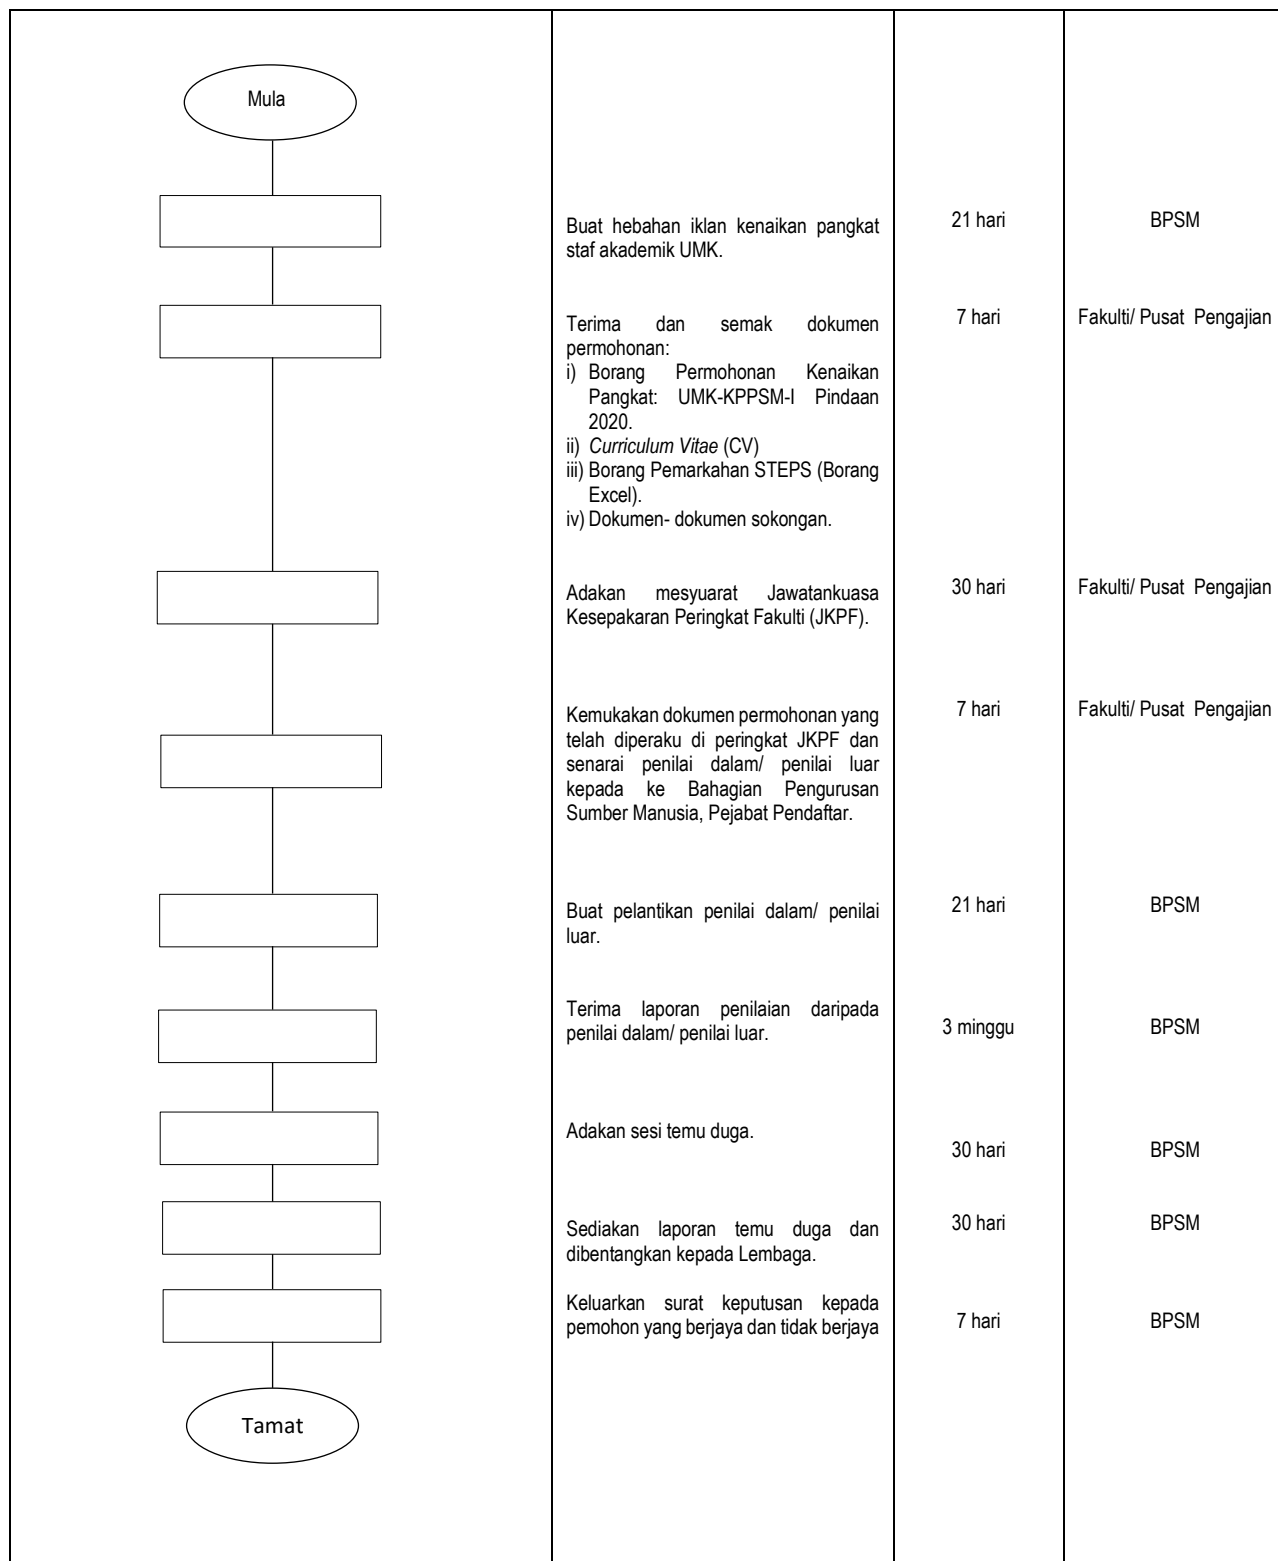 Mula
Buat hebahan iklan kenaikan pangkat
staf akademik UMK.
21 hari
BPSM
Terima dan semak dokumen
permohonan:
i) Borang Permohonan Kenaikan
Pangkat: UMK-KPPSM-I Pindaan
2020.
ii) Curriculum Vitae (CV)
iii) Borang Pemarkahan STEPS (Borang
Excel).
iv) Dokumen- dokumen sokongan.
7 hari
Fakulti/ Pusat Pengajian
Adakan mesyuarat Jawatankuasa
Kesepakaran Peringkat Fakulti (JKPF).
30 hari
Fakulti/ Pusat Pengajian
Kemukakan dokumen permohonan yang
telah diperaku di peringkat JKPF dan
senarai penilai dalam/ penilai luar
kepada ke Bahagian Pengurusan
Sumber Manusia, Pejabat Pendaftar.
7 hari
Fakulti/ Pusat Pengajian
Buat pelantikan penilai dalam/ penilai
luar.
21 hari
BPSM
Terima laporan penilaian daripada
penilai dalam/ penilai luar.
3 minggu
BPSM
Adakan sesi temu duga.
30 hari
BPSM
Sediakan laporan temu duga dan
dibentangkan kepada Lembaga.
30 hari
BPSM
Keluarkan surat keputusan kepada
pemohon yang berjaya dan tidak berjaya
7 hari
BPSM
Tamat